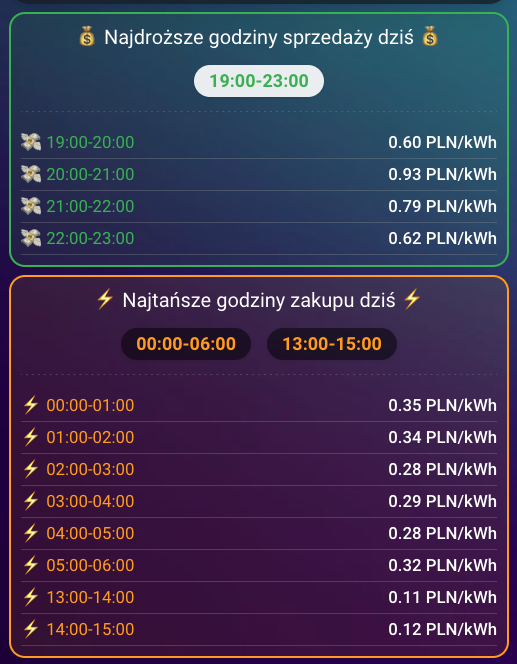 💰 Najdroższe godziny sprzedaży dziś 💰
19:00-23:00
💸 19:00-20:00 0.60 PLN/kWh
💸 20:00-21:00 0.93 PLN/kWh
💸 21:00-22:00 0.79 PLN/kWh
💸 22:00-23:00 0.62 PLN/kWh
⚡ Najtańsze godziny zakupu dziś ⚡
00:00-06:00 13:00-15:00
⚡ 00:00-01:00 0.35 PLN/kWh
⚡ 01:00-02:00 0.34 PLN/kWh
⚡ 02:00-03:00 0.28 PLN/kWh
⚡ 03:00-04:00 0.29 PLN/kWh
⚡ 04:00-05:00 0.28 PLN/kWh
⚡ 05:00-06:00 0.32 PLN/kWh
⚡ 13:00-14:00 0.11 PLN/kWh
⚡ 14:00-15:00 0.12 PLN/kWh